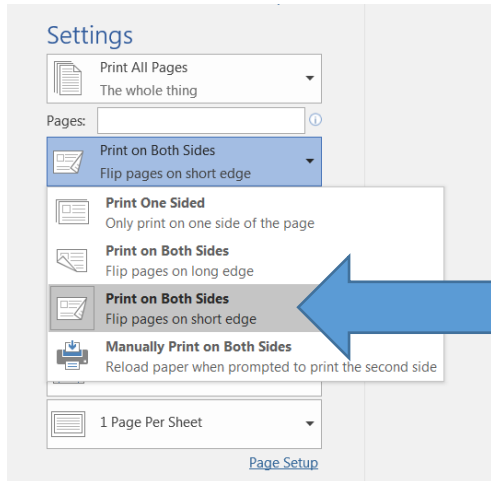 Settings
Print All Pages
The whole thing
Pages:
Print on Both Sides
Flip pages on short edge
Print One Sided
Only print on one side of the page
Print on Both Sides
Flip pages on long edge
Print on Both Sides
Flip pages on short edge
Manually Print on Both Sides
Reload paper when prompted to print the second side
1 Page Per Sheet
Page Setup